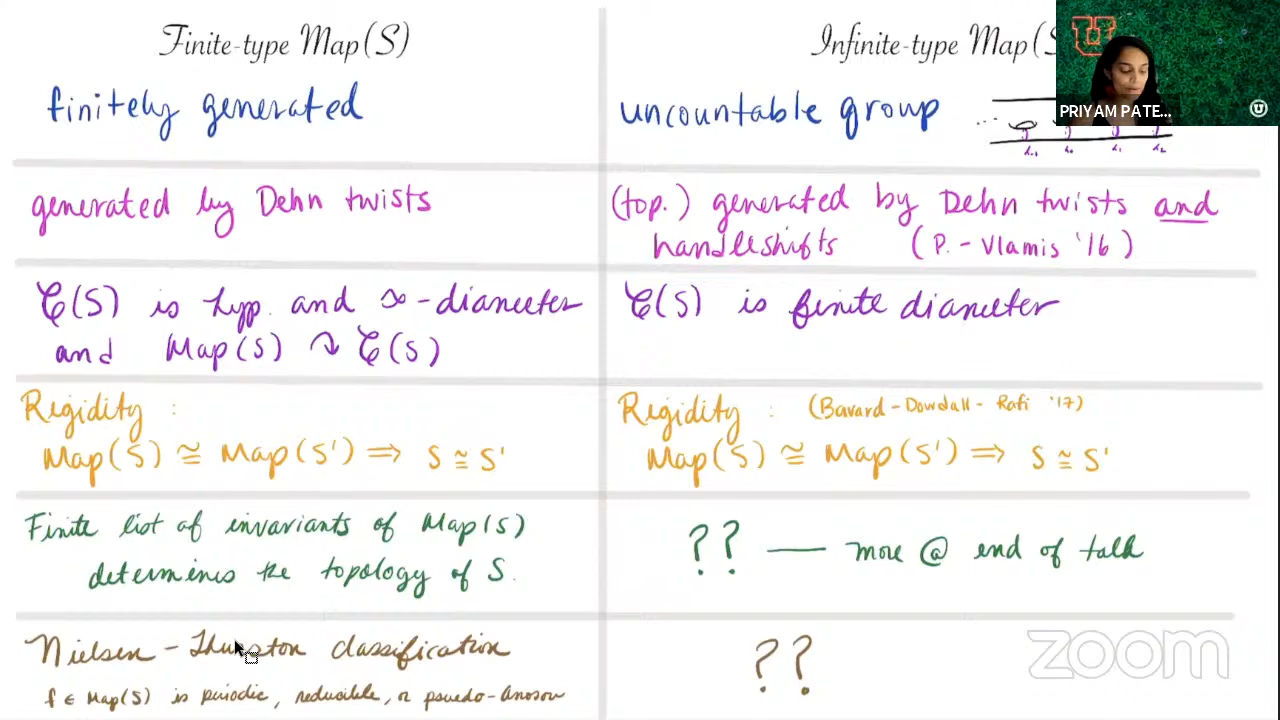 Finite-type Map(S)
Infinite-type Map(S
U
finitely generated
uncountable group
PRIYAM PATE...
U
generated by Dehn twists
(top.) generated by Dehn twists and
handleshifts (P. - Vlamis '16)
𝒞(S) is hyp. and ∞-diameter
and Map(S) ↷ 𝒞(S)
𝒞(S) is finite diameter
Rigidity :
Map(S) ≅ Map(S') ⟹ S ≅ S'
Rigidity : (Bavard - Dowdall - Rafi '17)
Map(S) ≅ Map(S') ⟹ S ≅ S'
Finite list of invariants of Map(S)
determines the topology of S.
?? — more @ end of talk
Nielsen - Thurston classification
f ∈ Map(S) is periodic, reducible, or pseudo-Anosov
??
zoom